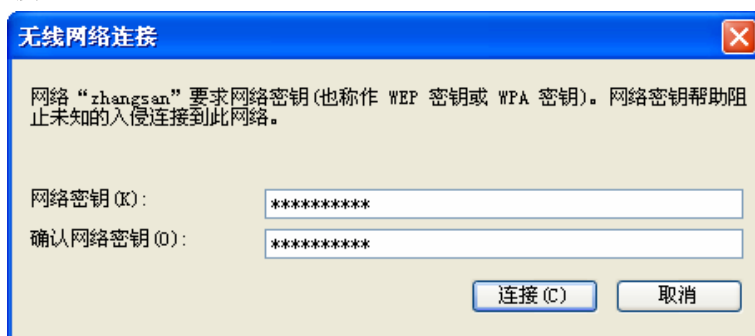 无线网络连接
网络“zhangsan”要求网络密钥(也称作 WEP 密钥或 WPA 密钥)。网络密钥帮助阻
止未知的入侵连接到此网络。
网络密钥(K): **********
确认网络密钥(O): **********
连接(C) 取消